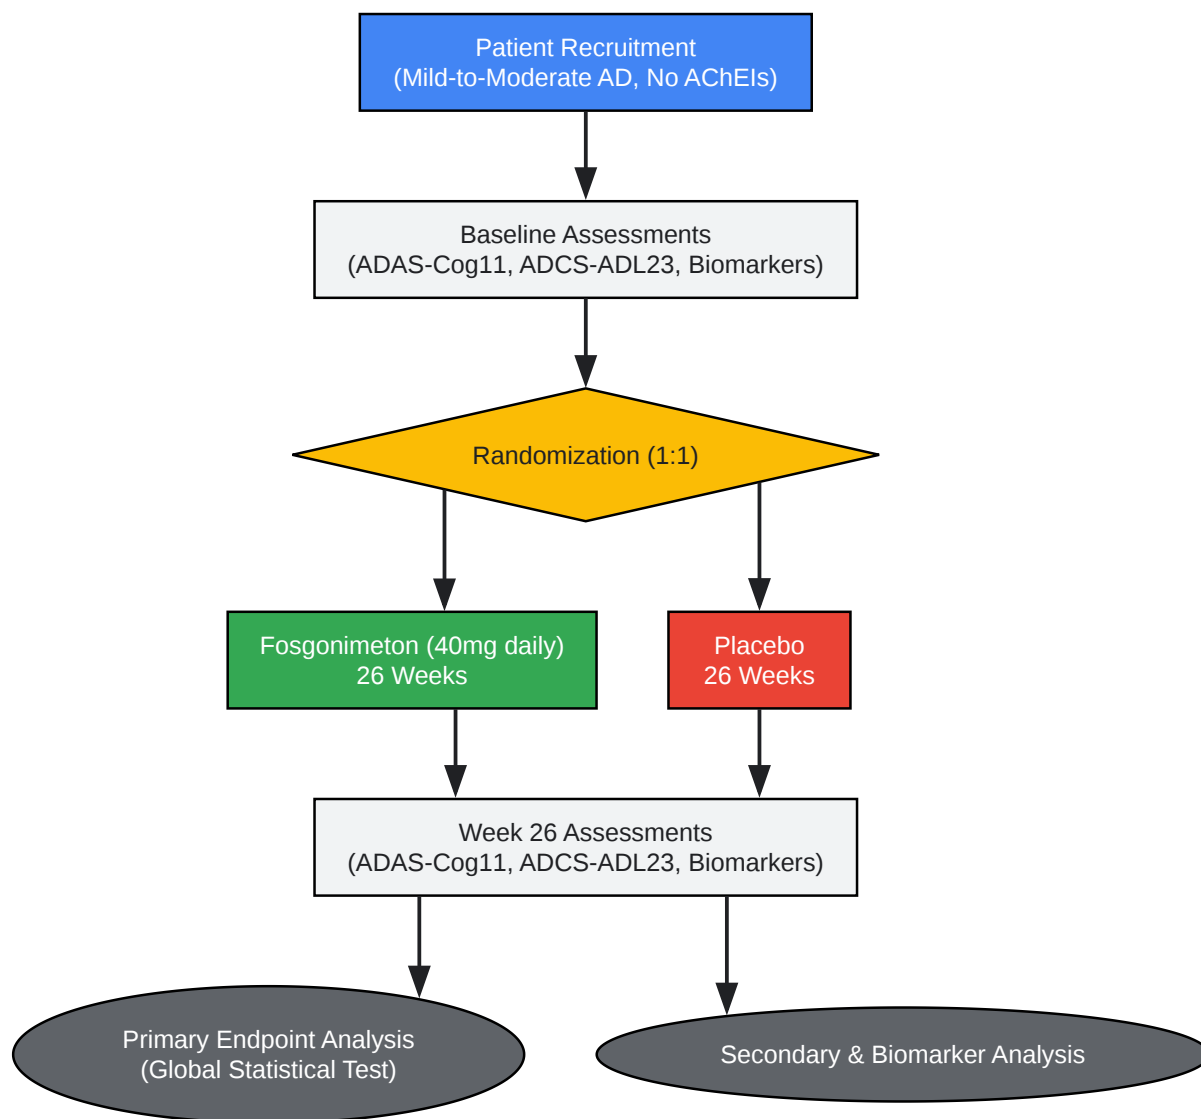 Patient Recruitment
(Mild-to-Moderate AD, No AChEIs)
Baseline Assessments
(ADAS-Cog11, ADCS-ADL23, Biomarkers)
Randomization (1:1)
Fosgonimeton (40mg daily)
26 Weeks
Placebo
26 Weeks
Week 26 Assessments
(ADAS-Cog11, ADCS-ADL23, Biomarkers)
Primary Endpoint Analysis
(Global Statistical Test)
Secondary & Biomarker Analysis